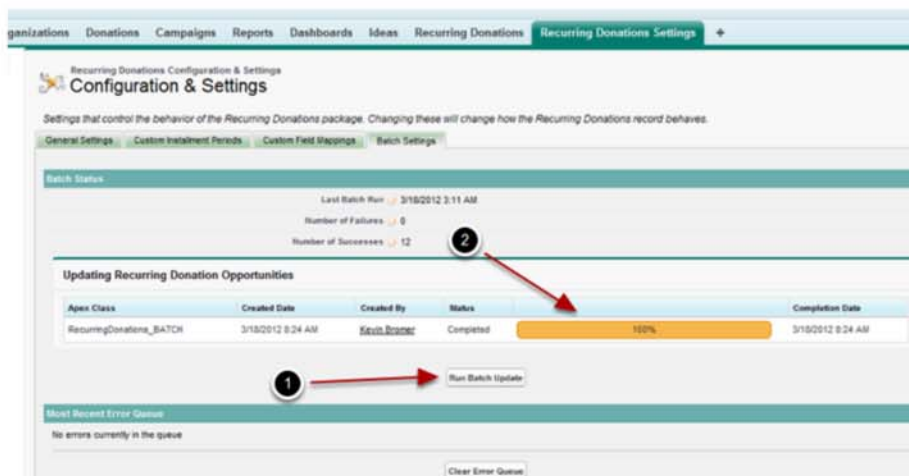 ganizations Donations Campaigns Reports Dashboards Ideas Recurring Donations Recurring Donations Settings +
Recurring Donations Configuration & Settings
Configuration & Settings
Settings that control the behavior of the Recurring Donations package. Changing these will change how the Recurring Donations record behaves.
General Settings Custom Installment Periods Custom Field Mappings Batch Settings
Batch Status
Last Batch Run 3/18/2012 3:11 AM
Number of Failures 0
Number of Successes 12
2
Updating Recurring Donation Opportunities
Apex Class Created Date Created By Status Completion Date
RecurringDonations_BATCH 3/18/2012 8:24 AM Kevin Bromer Completed 100% 3/18/2012 8:24 AM
1
Run Batch Update
Most Recent Error Queue
No errors currently in the queue
Clear Error Queue